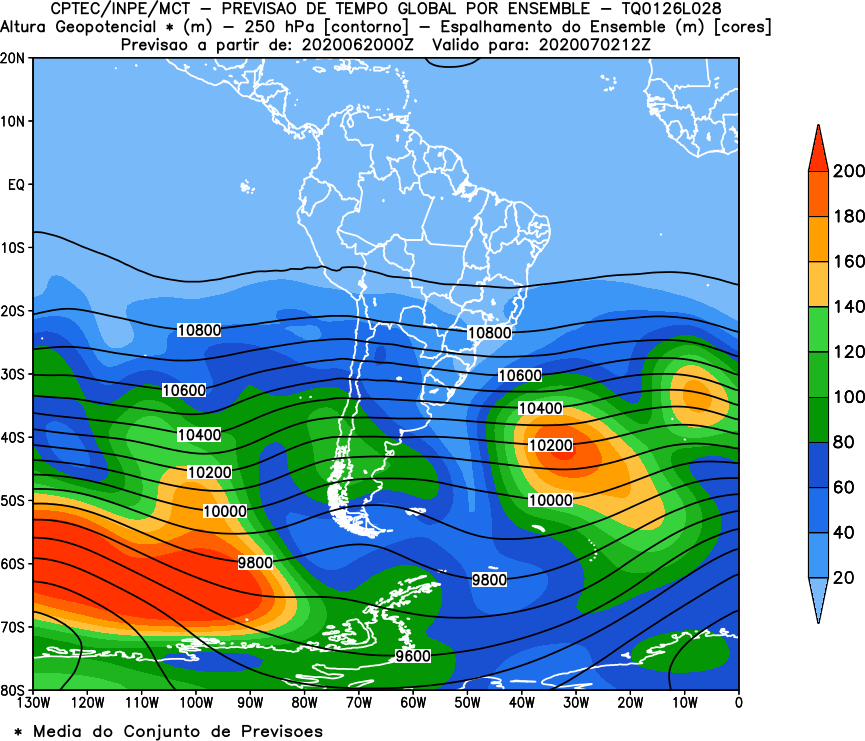 CPTEC/INPE/MCT - PREVISAO DE TEMPO GLOBAL POR ENSEMBLE - TQ0126L028
Altura Geopotencial * (m) - 250 hPa [contorno] - Espalhamento do Ensemble (m) [cores]
Previsao a partir de: 2020062000Z Valido para: 2020070212Z
20N
10N
EQ
10S
20S
30S
40S
50S
60S
70S
80S
10800
10800
10600
10600
10400
10400
10200
10200
10000
10000
9800
9800
9600
130W 120W 110W 100W 90W 80W 70W 60W 50W 40W 30W 20W 10W 0
200
180
160
140
120
100
80
60
40
20
* Media do Conjunto de Previsoes